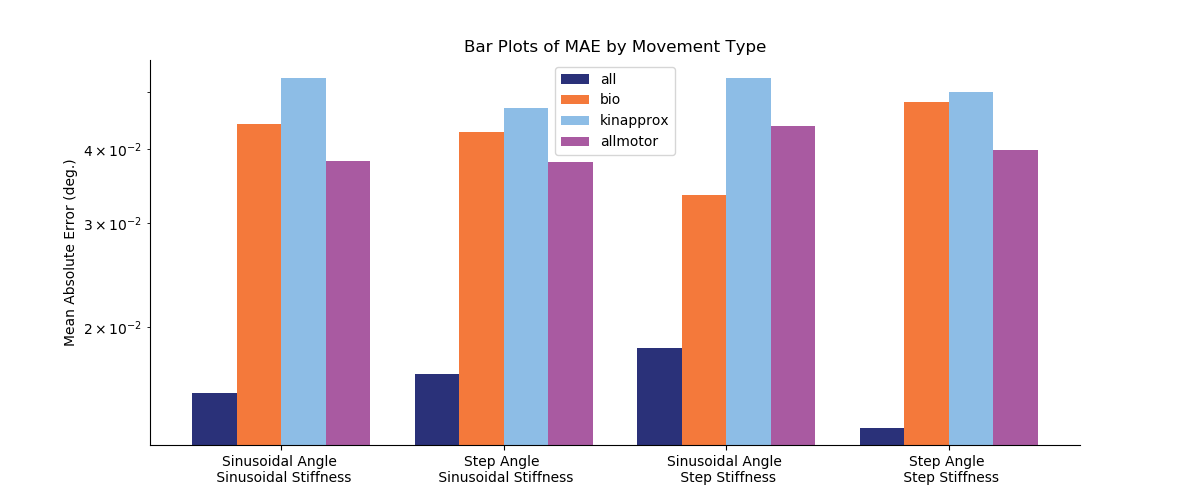 Bar Plots of MAE by Movement Type
all
bio
kinapprox
allmotor
Mean Absolute Error (deg.)
4 × 10⁻²
3 × 10⁻²
2 × 10⁻²
Sinusoidal Angle
Sinusoidal Stiffness
Step Angle
Sinusoidal Stiffness
Sinusoidal Angle
Step Stiffness
Step Angle
Step Stiffness